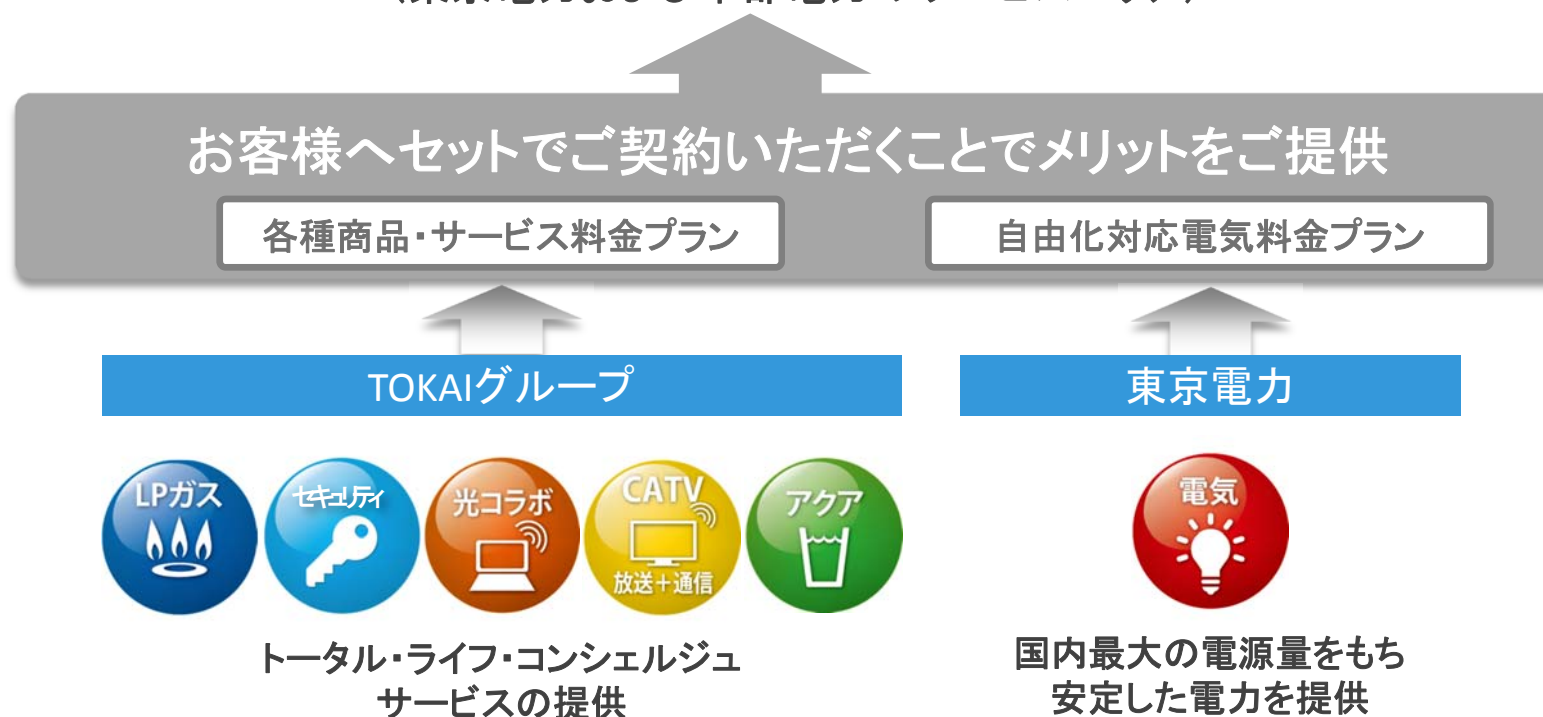 お客様へセットでご契約いただくことでメリットをご提供
各種商品・サービス料金プラン
自由化対応電気料金プラン
TOKAIグループ
東京電力
LPガス
セキュリティ
光コラボ
CATV
放送+通信
アクア
電気
トータル・ライフ・コンシェルジュ
サービスの提供
国内最大の電源量をもち
安定した電力を提供